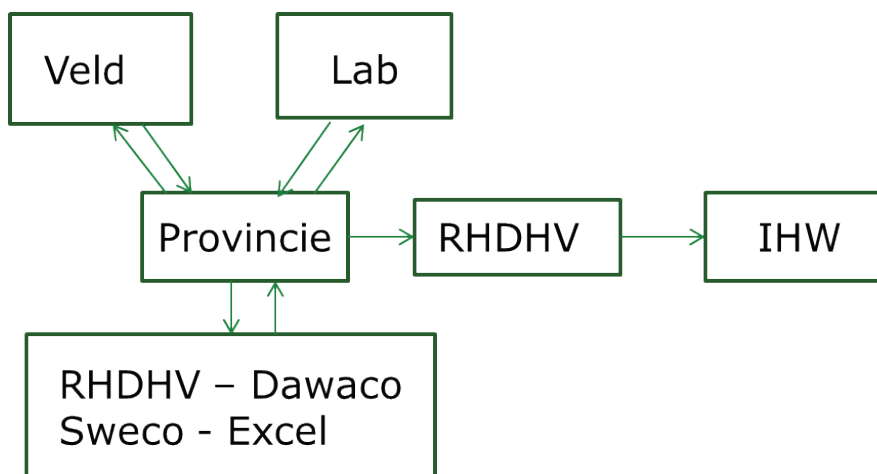 Veld
Lab
Provincie
RHDHV
IHW
RHDHV – Dawaco
Sweco - Excel